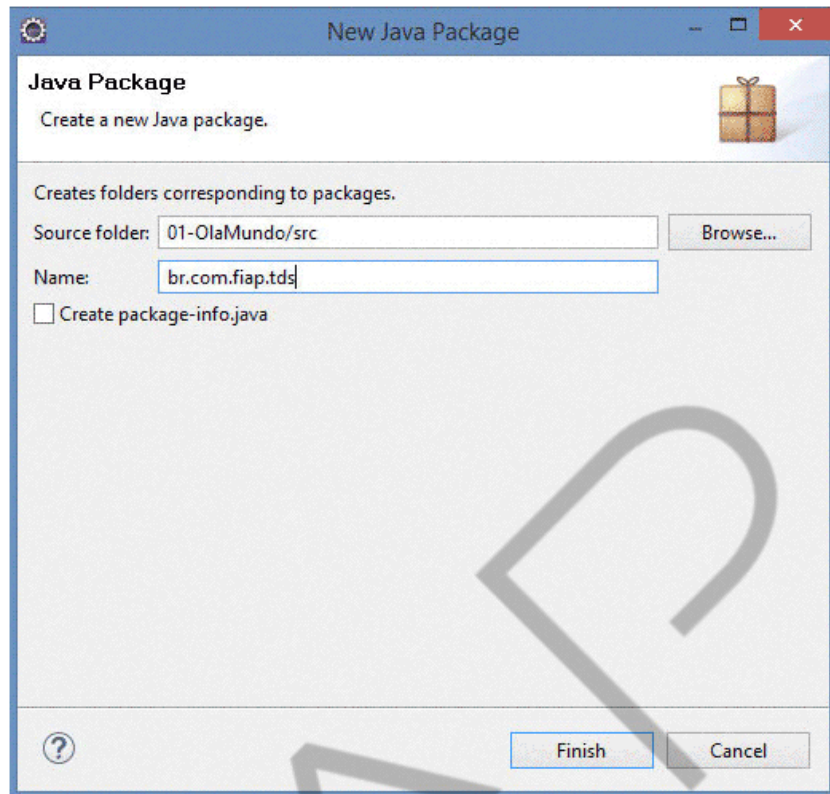 New Java Package
Java Package
Create a new Java package.
Creates folders corresponding to packages.
Source folder: 01-OlaMundo/src Browse...
Name: br.com.fiap.tds
Create package-info.java
? Finish Cancel